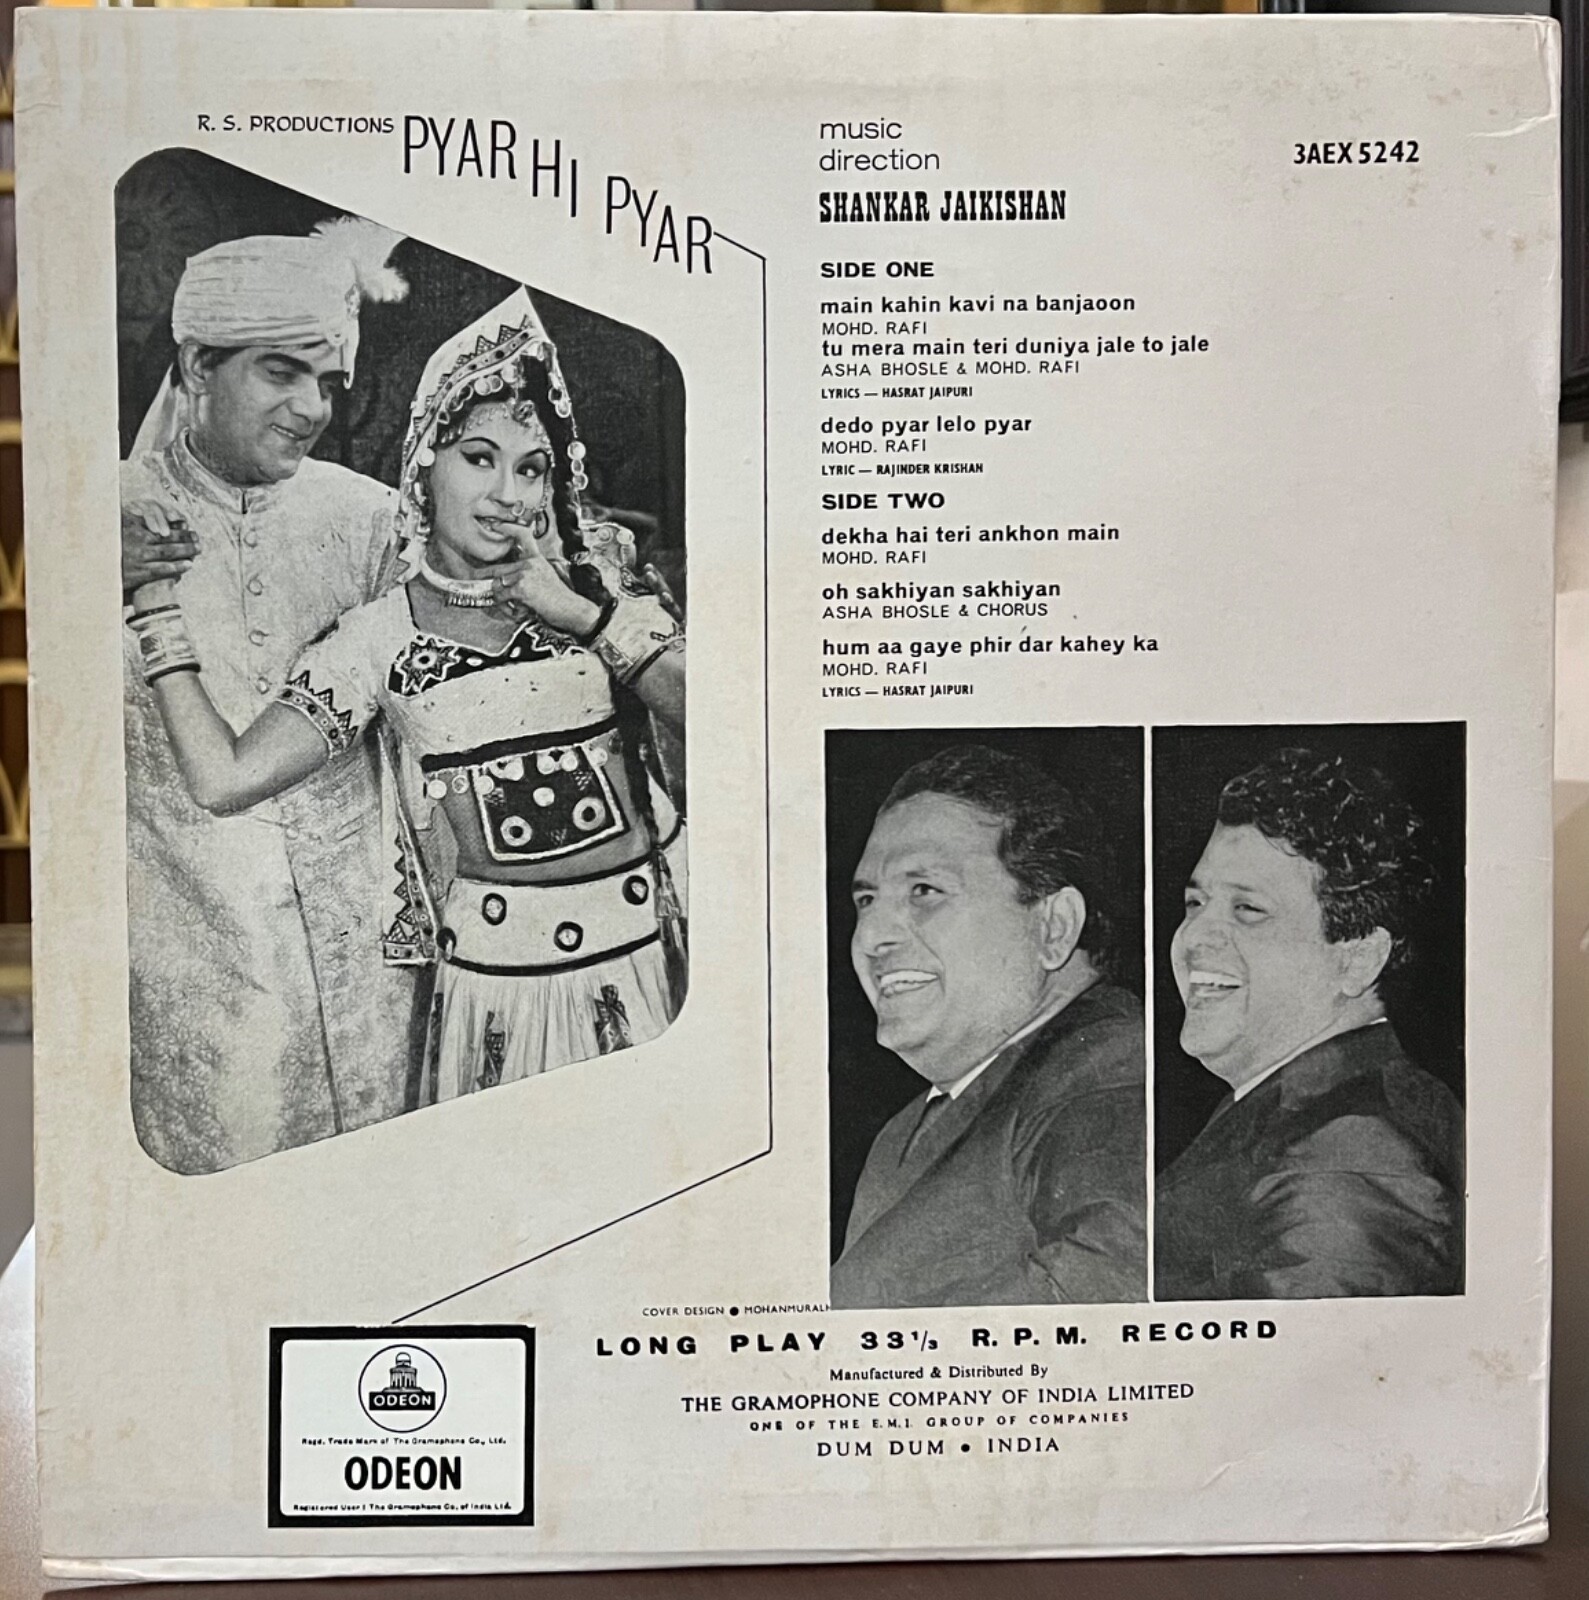 R. S. PRODUCTIONS PYAR HI PYAR
music
direction
SHANKAR JAIKISHAN
3AEX 5242
SIDE ONE
main kahin kavi na banjaoon
MOHD. RAFI
tu mera main teri duniya jale to jale
ASHA BHOSLE & MOHD. RAFI
LYRICS — HASRAT JAIPURI
dedo pyar lelo pyar
MOHD. RAFI
LYRIC — RAJINDER KRISHAN
SIDE TWO
dekha hai teri ankhon main
MOHD. RAFI
oh sakhiyan sakhiyan
ASHA BHOSLE & CHORUS
hum aa gaye phir dar kahey ka
MOHD. RAFI
LYRICS — HASRAT JAIPURI
COVER DESIGN ● MOHANMURALI
LONG PLAY 33 1/3 R. P. M. RECORD
Manufactured & Distributed By
THE GRAMOPHONE COMPANY OF INDIA LIMITED
ONE OF THE E.M.I. GROUP OF COMPANIES
DUM DUM ● INDIA
ODEON
Regd. Trade Mark of The Gramophone Co., Ltd.
ODEON
Registered User : The Gramophone Co. of India Ltd.